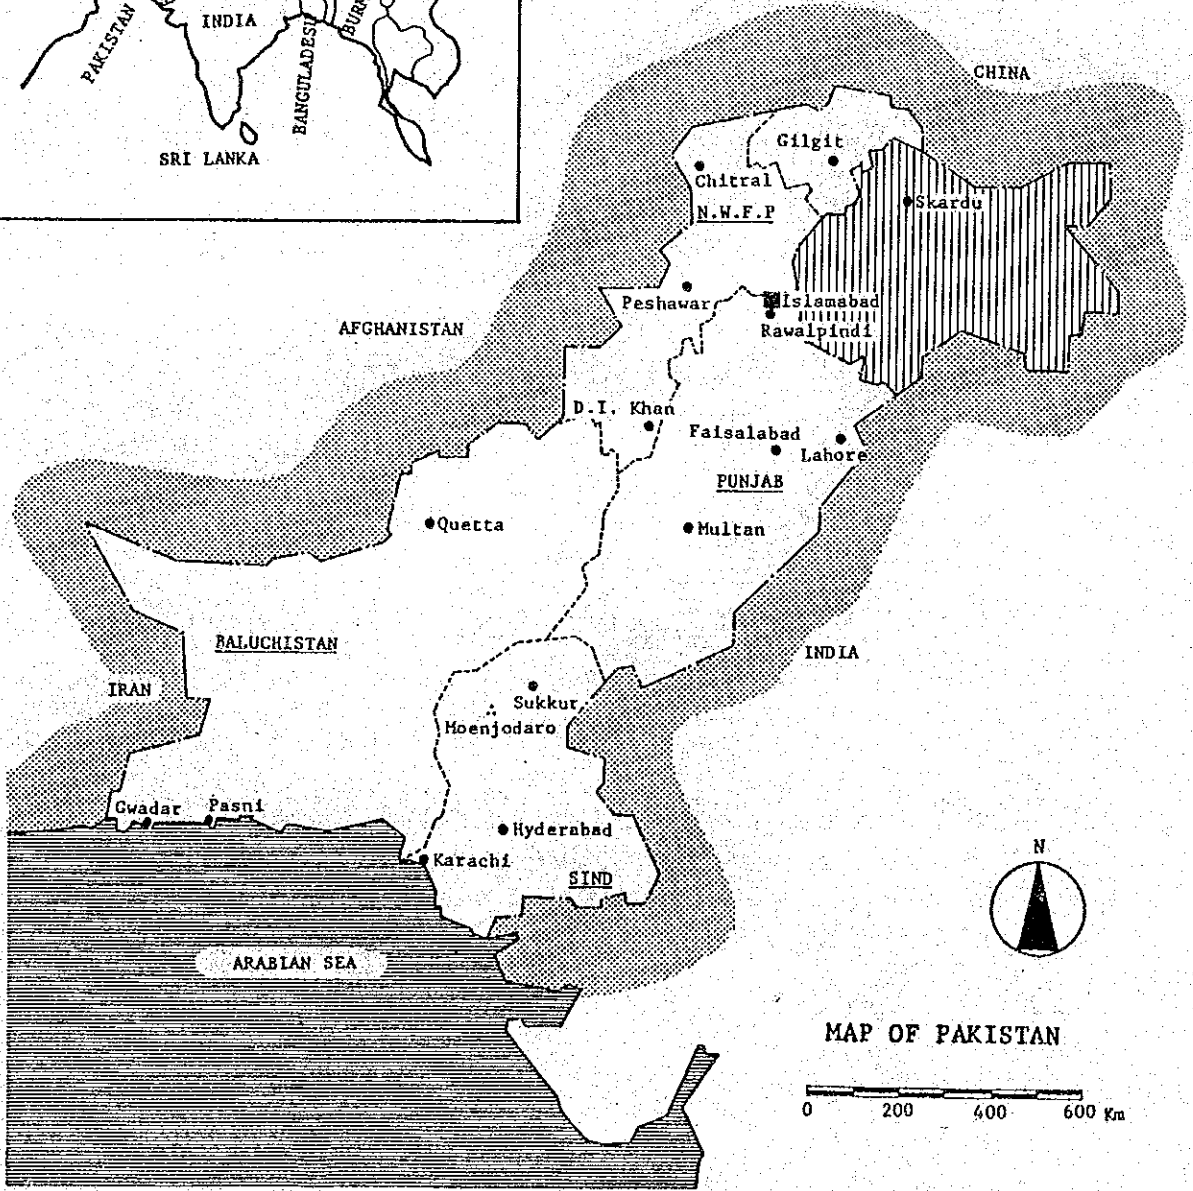 INDIA
PAKISTAN
BANGULADESH
BURM
SRI LANKA
CHINA
Gilgit
Chitral
N.W.F.P
Skardu
Peshawar
Islamabad
Rawalpindi
AFGHANISTAN
D.I. Khan
Faisalabad
Lahore
PUNJAB
Quetta
Multan
BALUCHISTAN
INDIA
IRAN
Sukkur
Moenjodaro
Gwadar
Pasni
Hyderabad
Karachi
SIND
N
ARABIAN SEA
MAP OF PAKISTAN
0 200 400 600 Km